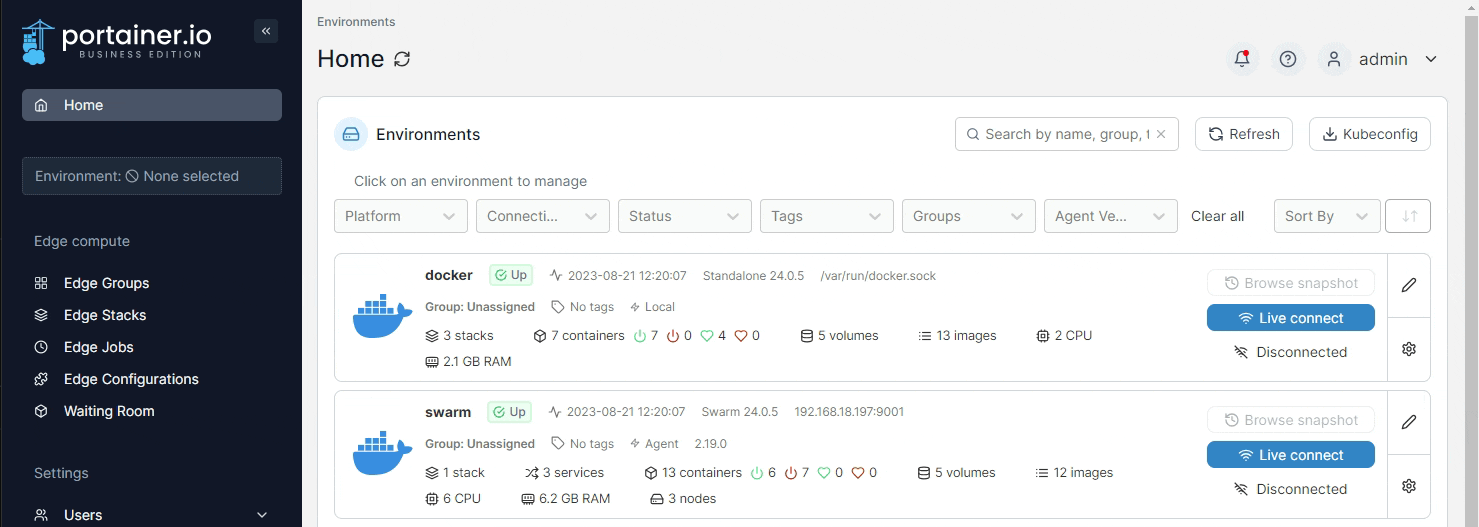 portainer.io
BUSINESS EDITION
Home
Environment: None selected
Edge compute
Edge Groups
Edge Stacks
Edge Jobs
Edge Configurations
Waiting Room
Settings
Users
Environments
Home
admin
Environments
Search by name, group, t
Refresh
Kubeconfig
Click on an environment to manage
Platform
Connecti...
Status
Tags
Groups
Agent Ve...
Clear all
Sort By
docker Up 2023-08-21 12:20:07 Standalone 24.0.5 /var/run/docker.sock
Group: Unassigned No tags Local
3 stacks 7 containers 7 0 4 0 5 volumes 13 images 2 CPU
2.1 GB RAM
Browse snapshot
Live connect
Disconnected
swarm Up 2023-08-21 12:20:07 Swarm 24.0.5 192.168.18.197:9001
Group: Unassigned No tags Agent 2.19.0
1 stack 3 services 13 containers 6 7 0 0 5 volumes 12 images
6 CPU 6.2 GB RAM 3 nodes
Browse snapshot
Live connect
Disconnected